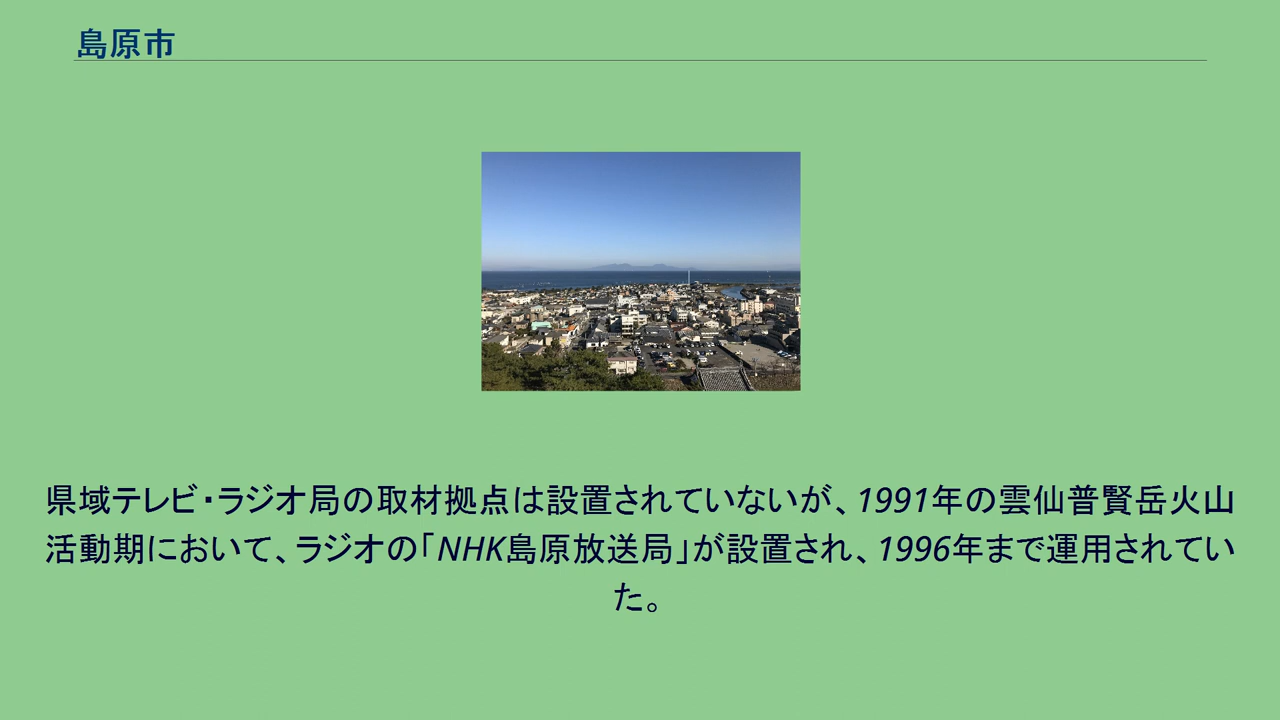 島原市
県域テレビ・ラジオ局の取材拠点は設置されていないが、1991年の雲仙普賢岳火山
活動期において、ラジオの「NHK島原放送局」が設置され、1996年まで運用されてい
た。